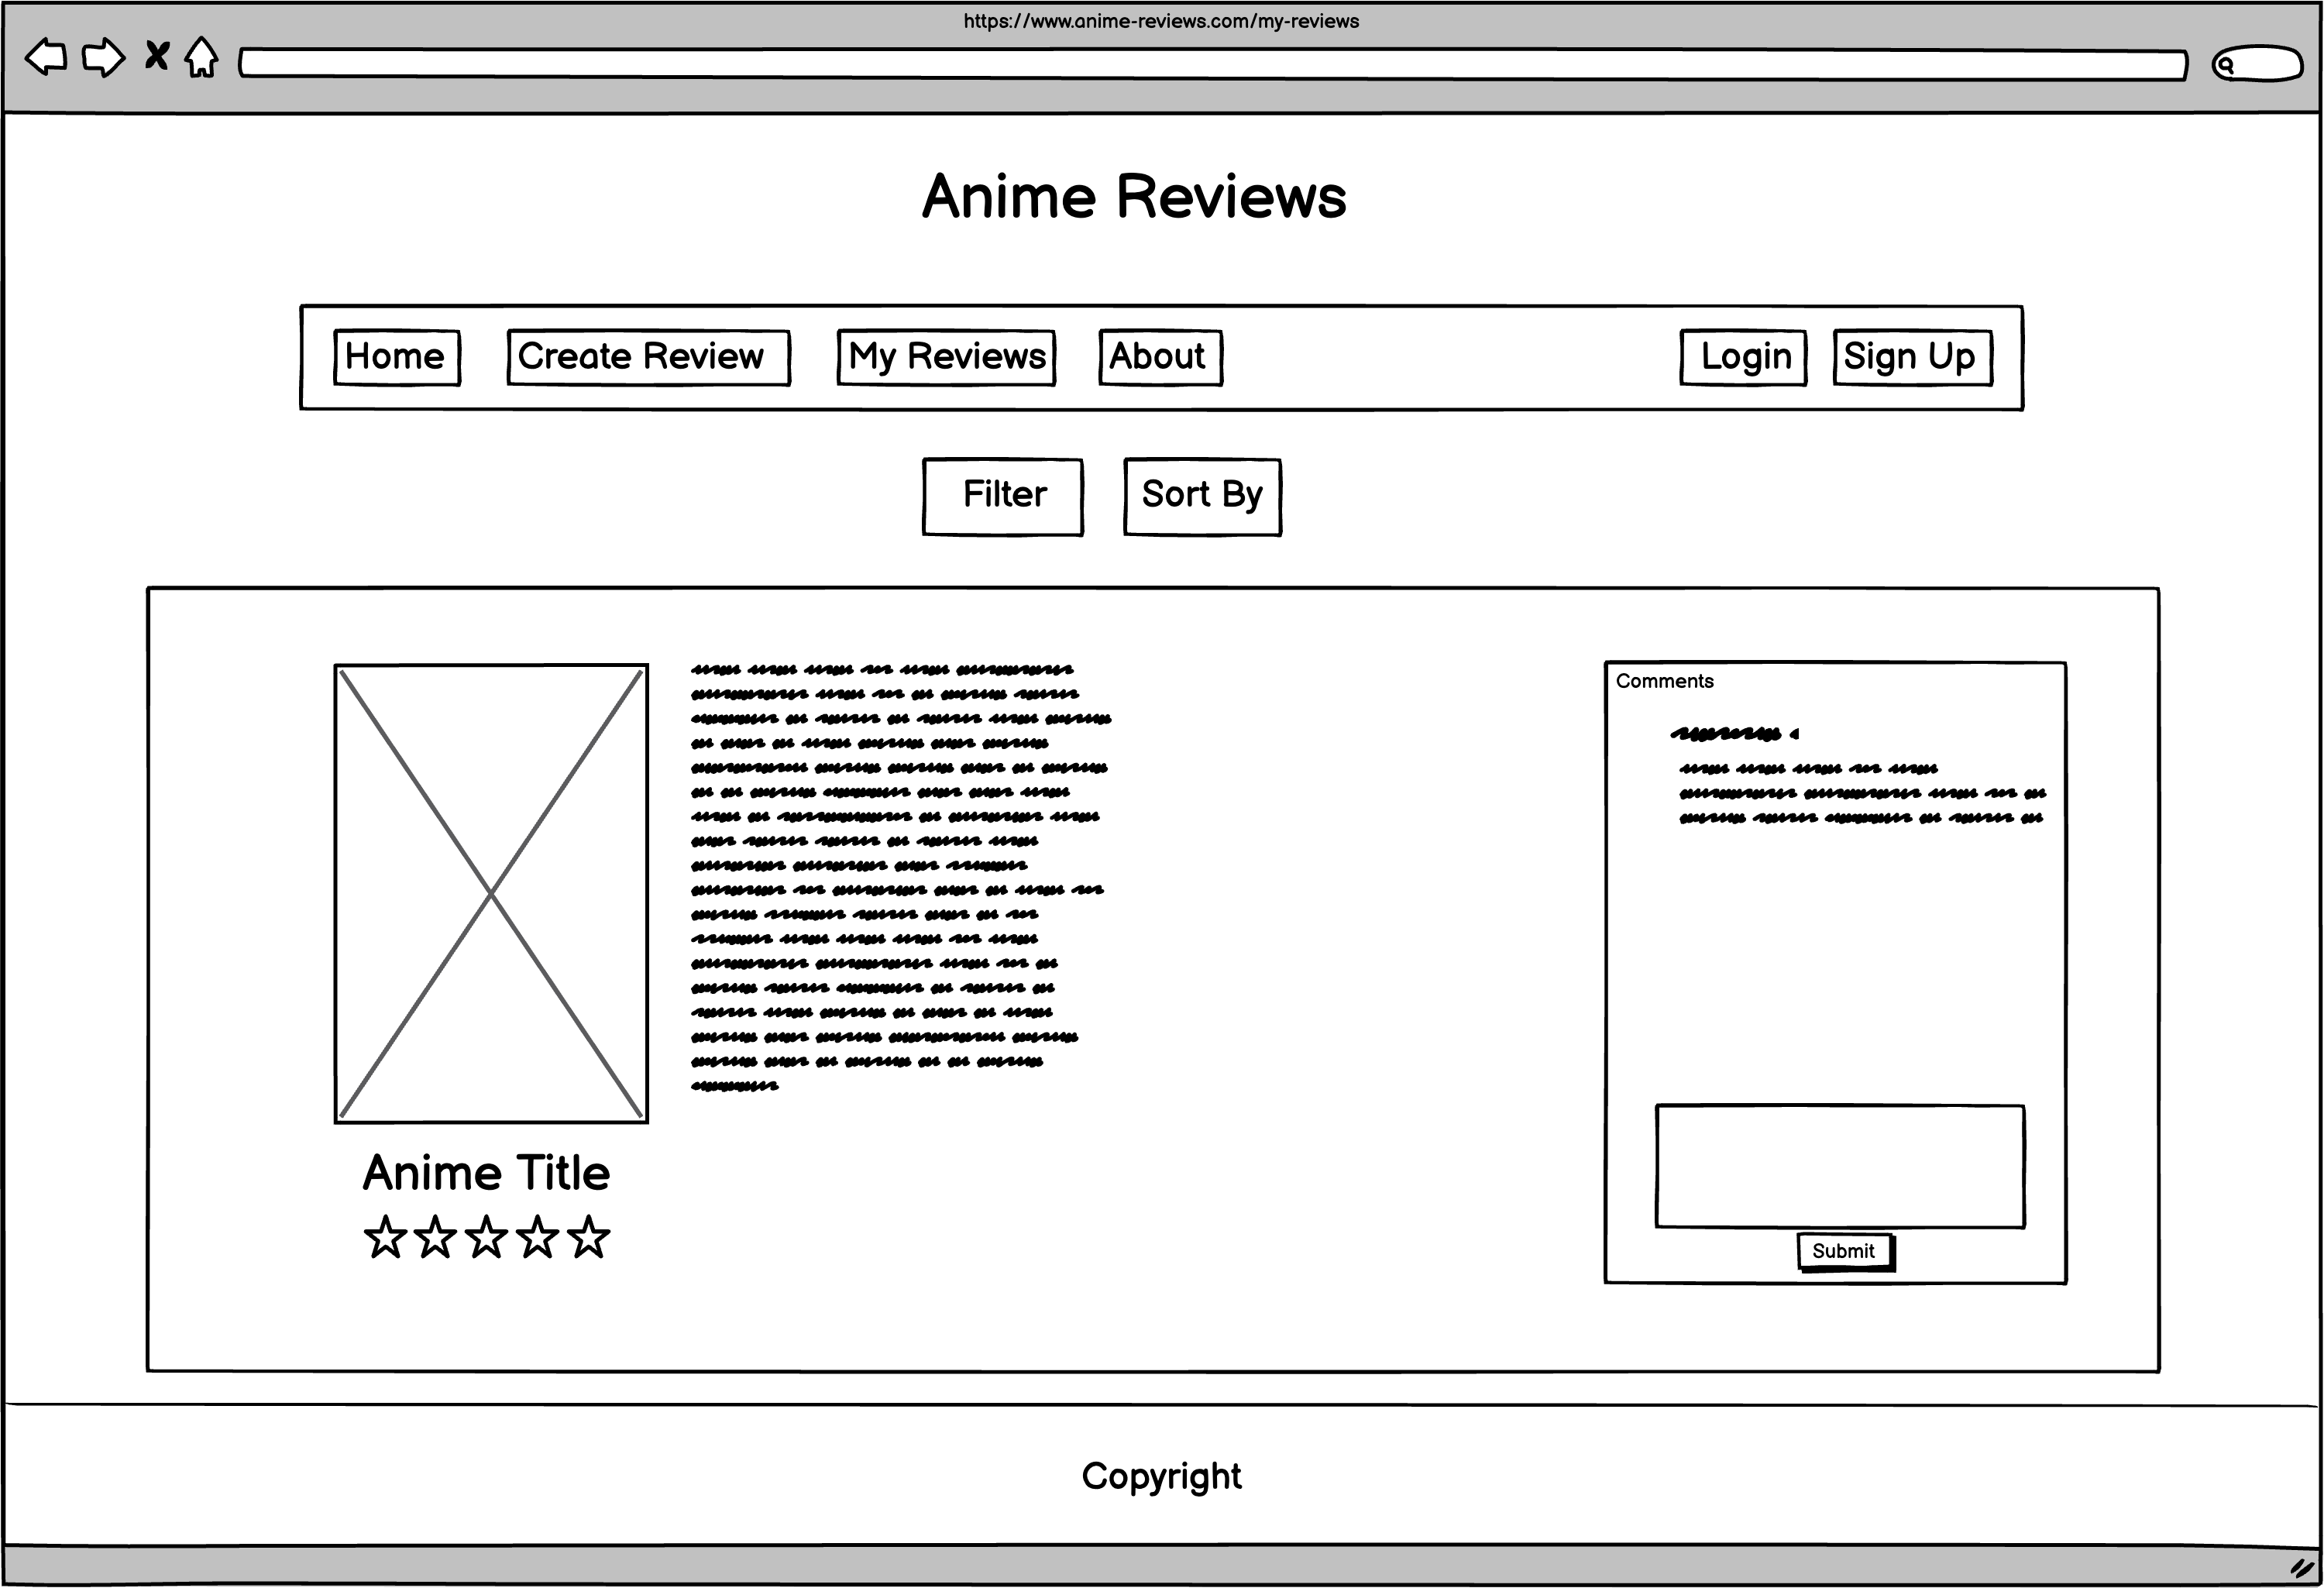 https://www.anime-reviews.com/my-reviews
Anime Reviews
Home Create Review My Reviews About Login Sign Up
Filter Sort By
Comments
Anime Title
Submit
Copyright